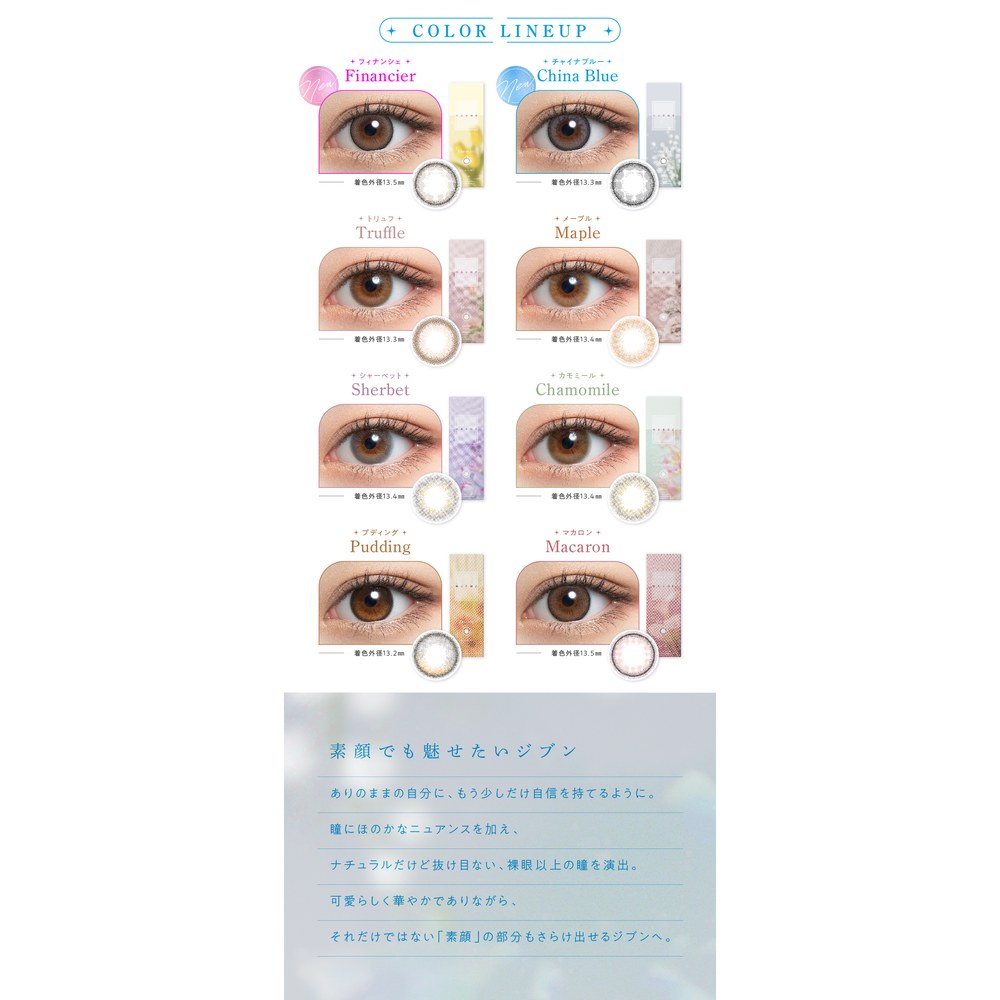 COLOR LINEUP
フィナンシェ
Financier
New
着色外径13.5㎜
チャイナブルー
China Blue
New
着色外径13.3㎜
トリュフ
Truffle
着色外径13.3㎜
メープル
Maple
着色外径13.4㎜
シャーベット
Sherbet
着色外径13.4㎜
カモミール
Chamomile
着色外径13.4㎜
プディング
Pudding
着色外径13.2㎜
マカロン
Macaron
着色外径13.5㎜
素顔でも魅せたいジブン
ありのままの自分に、もう少しだけ自信を持てるように。
瞳にほのかなニュアンスを加え、
ナチュラルだけど抜け目ない、裸眼以上の瞳を演出。
可愛らしく華やかでありながら、
それだけではない「素顔」の部分もさらけ出せるジブンへ。